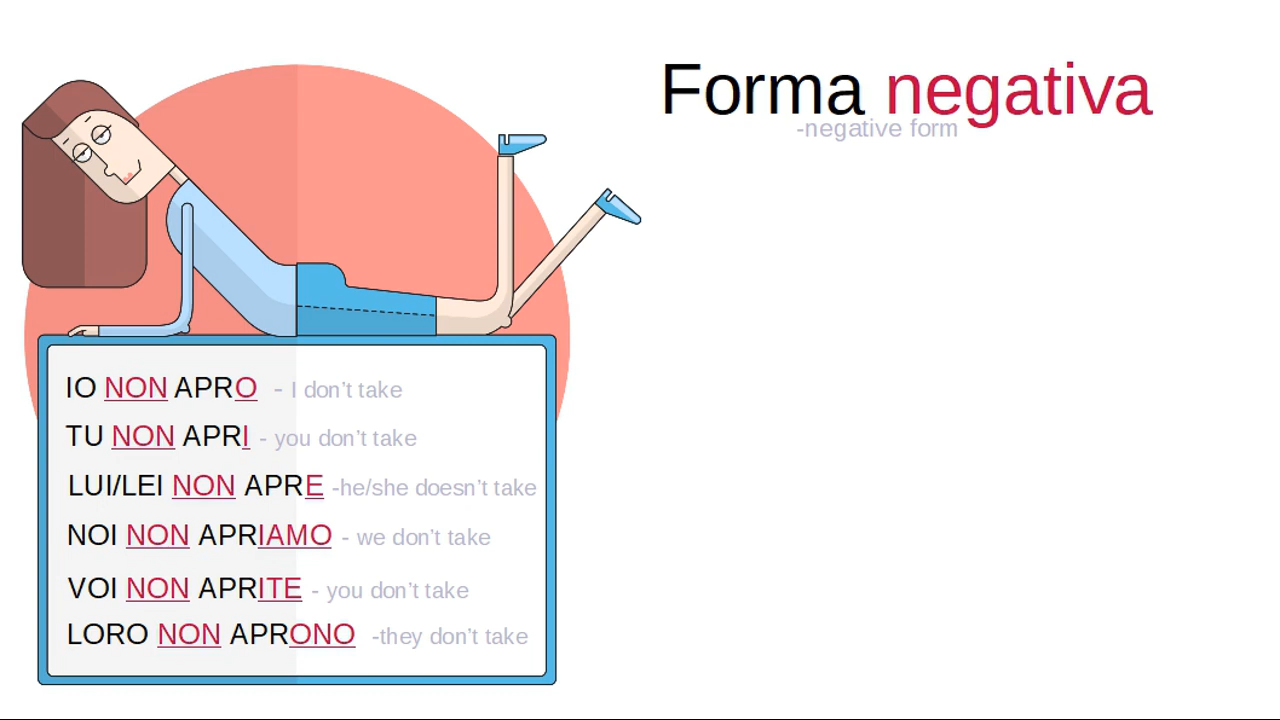 Forma negativa
-negative form
IO NON APRO - I don’t take
TU NON APRI - you don’t take
LUI/LEI NON APRE -he/she doesn’t take
NOI NON APRIAMO - we don’t take
VOI NON APRITE - you don’t take
LORO NON APRONO -they don’t take